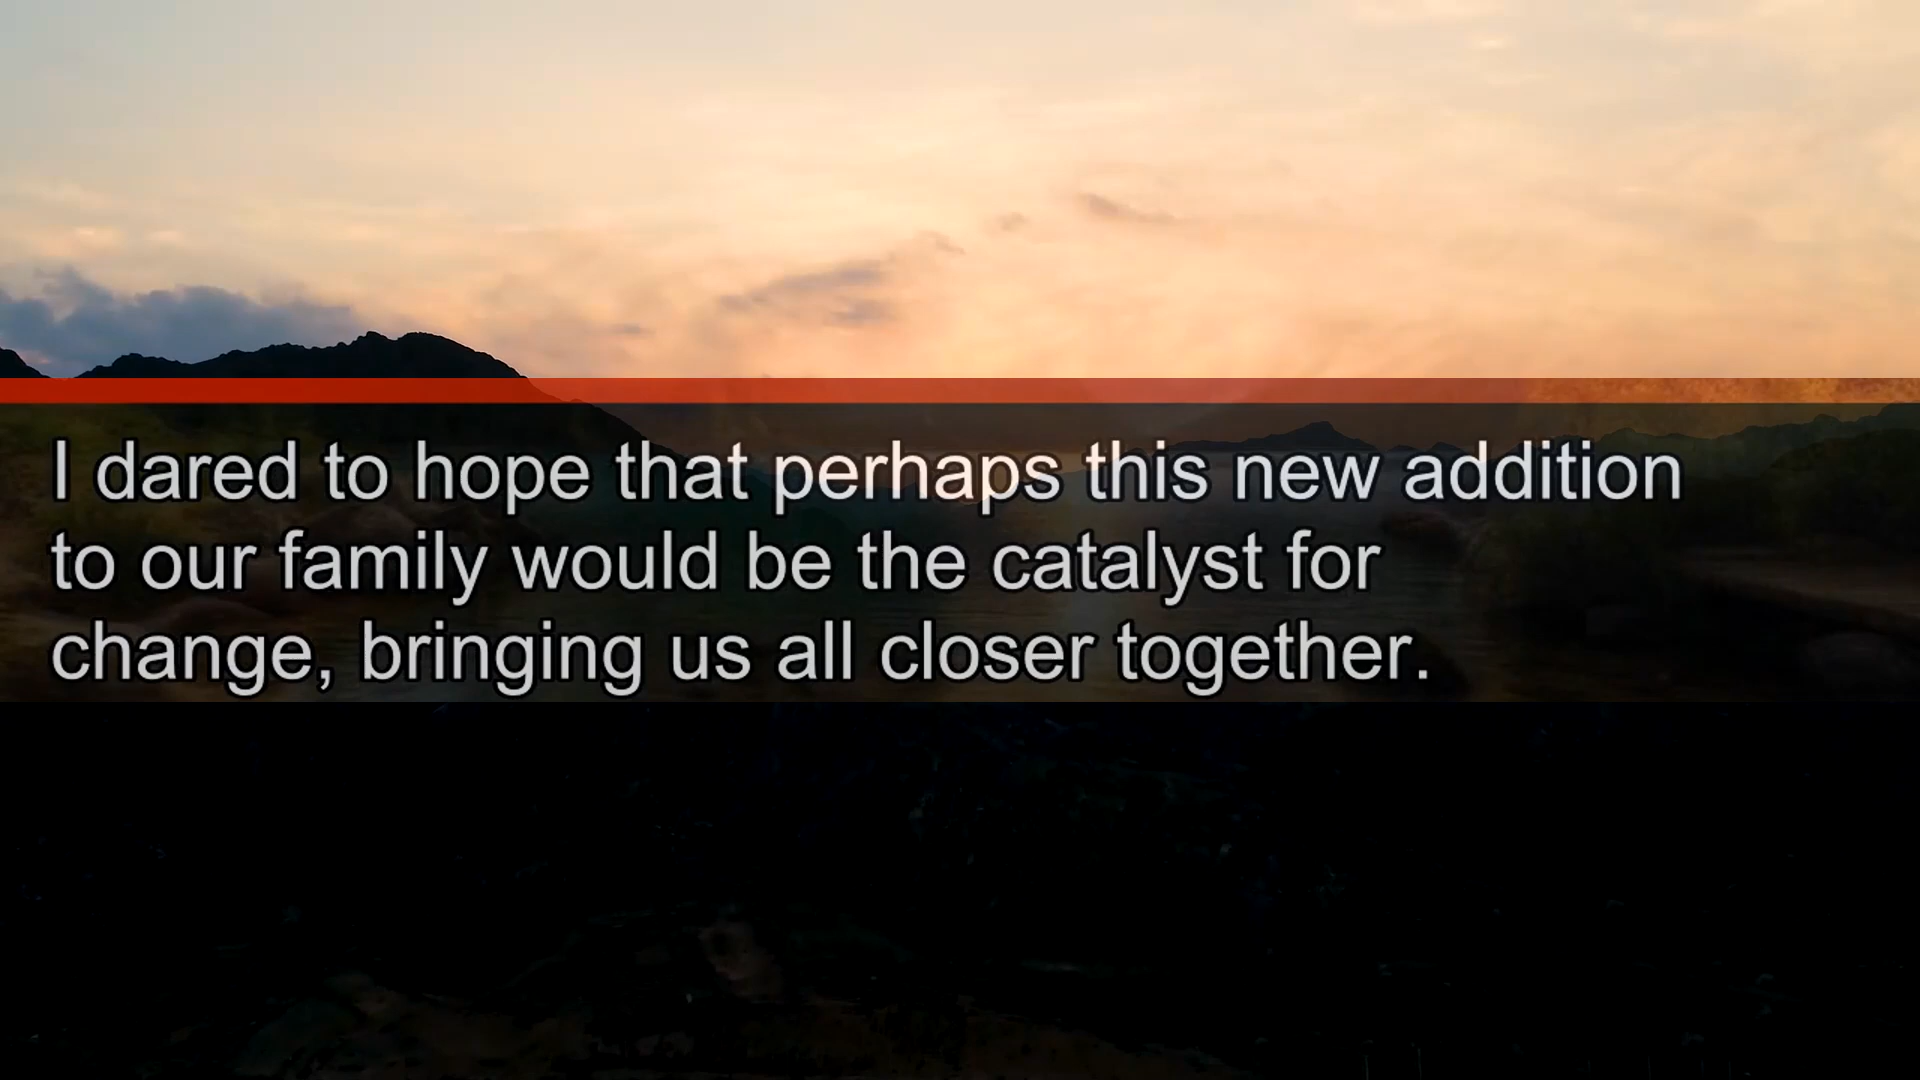 I dared to hope that perhaps this new addition
to our family would be the catalyst for
change, bringing us all closer together.